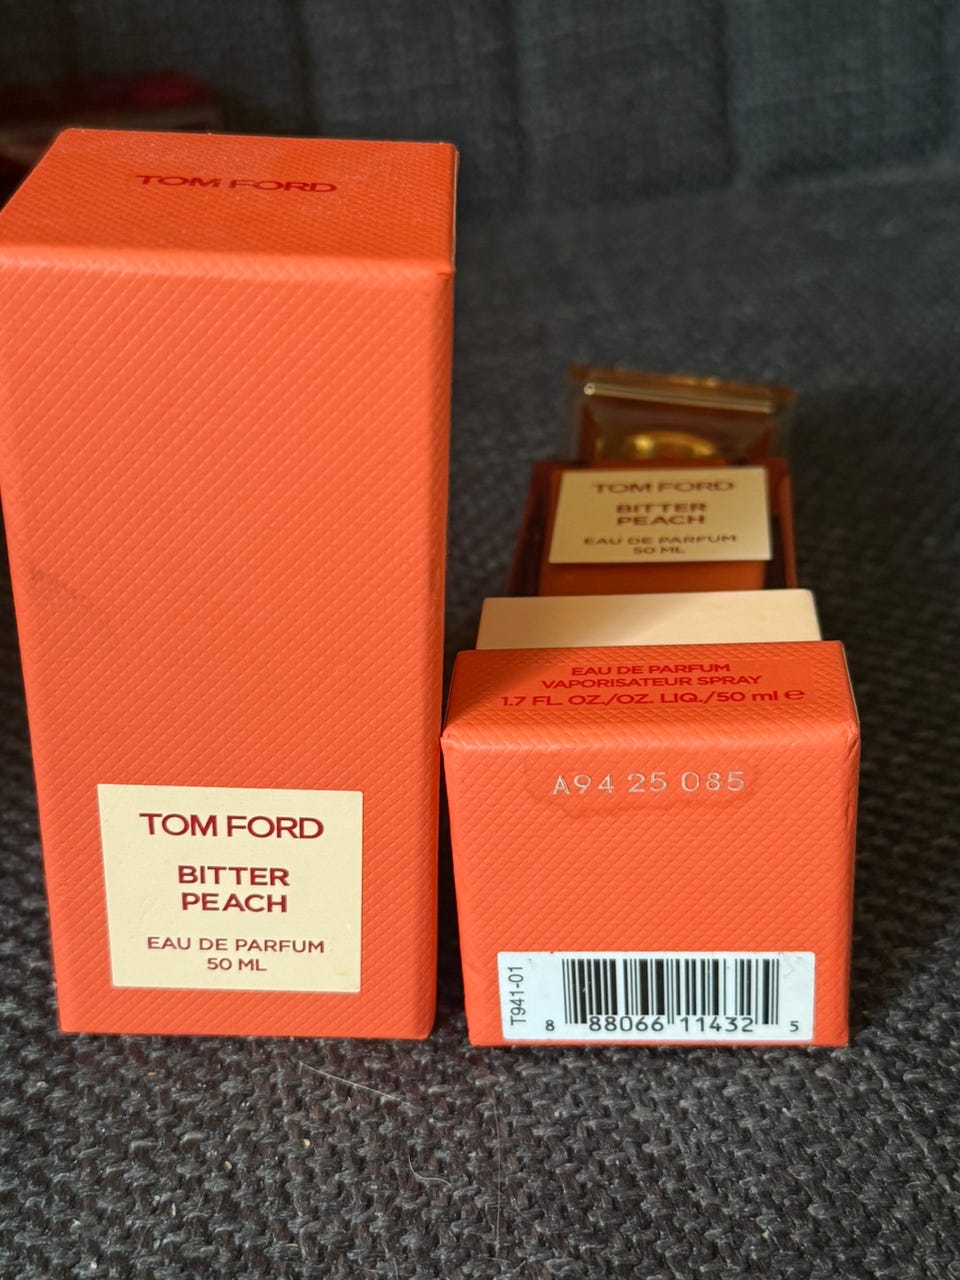 TOM FORD
TOM FORD
BITTER
PEACH
EAU DE PARFUM
50 ML
TOM FORD
BITTER
PEACH
EAU DE PARFUM
50 ML
EAU DE PARFUM
VAPORISATEUR SPRAY
1.7 FL. OZ./OZ. LIQ./50 ml e
A94 25 085
T941-01
8 88066 11432 5